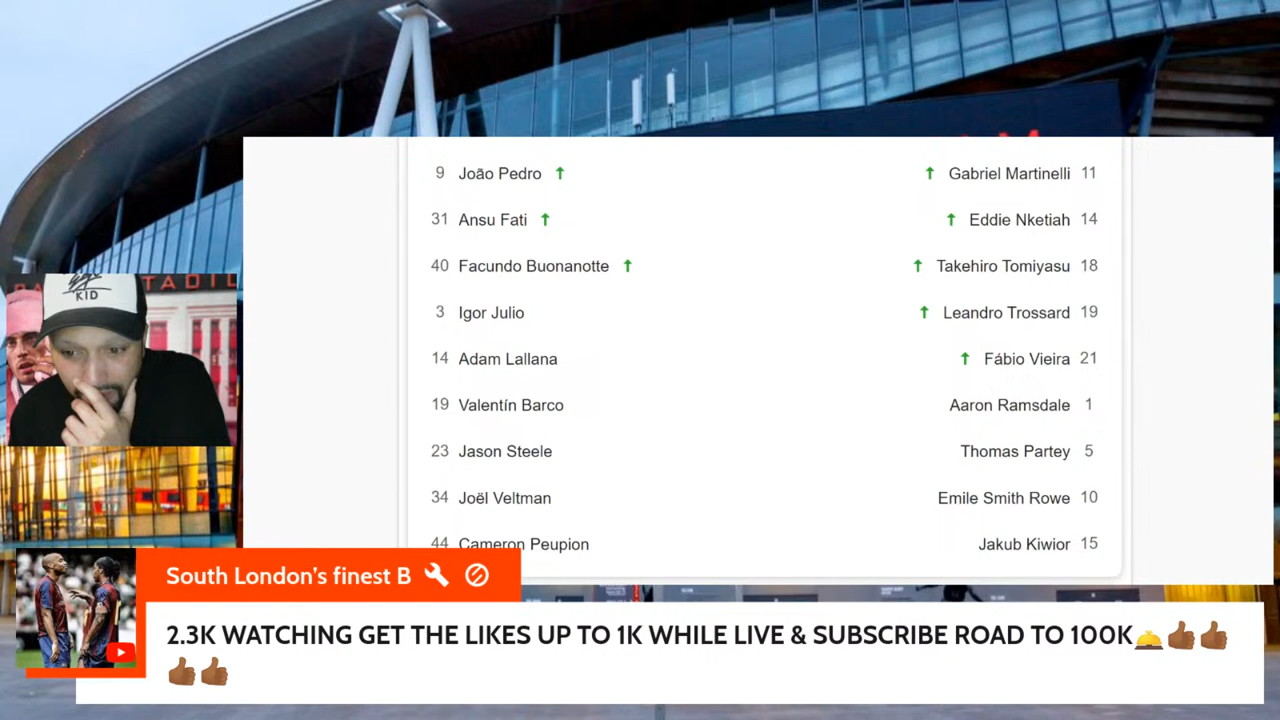 9 João Pedro ↑ ↑ Gabriel Martinelli 11
31 Ansu Fati ↑ ↑ Eddie Nketiah 14
40 Facundo Buonanotte ↑ ↑ Takehiro Tomiyasu 18
3 Igor Julio ↑ Leandro Trossard 19
14 Adam Lallana ↑ Fábio Vieira 21
19 Valentín Barco Aaron Ramsdale 1
23 Jason Steele Thomas Partey 5
34 Joël Veltman Emile Smith Rowe 10
44 Cameron Peupion Jakub Kiwior 15
KID
TADIU
South London's finest B
2.3K WATCHING GET THE LIKES UP TO 1K WHILE LIVE & SUBSCRIBE ROAD TO 100K🛎️👍🏾👍🏾
👍🏾👍🏾